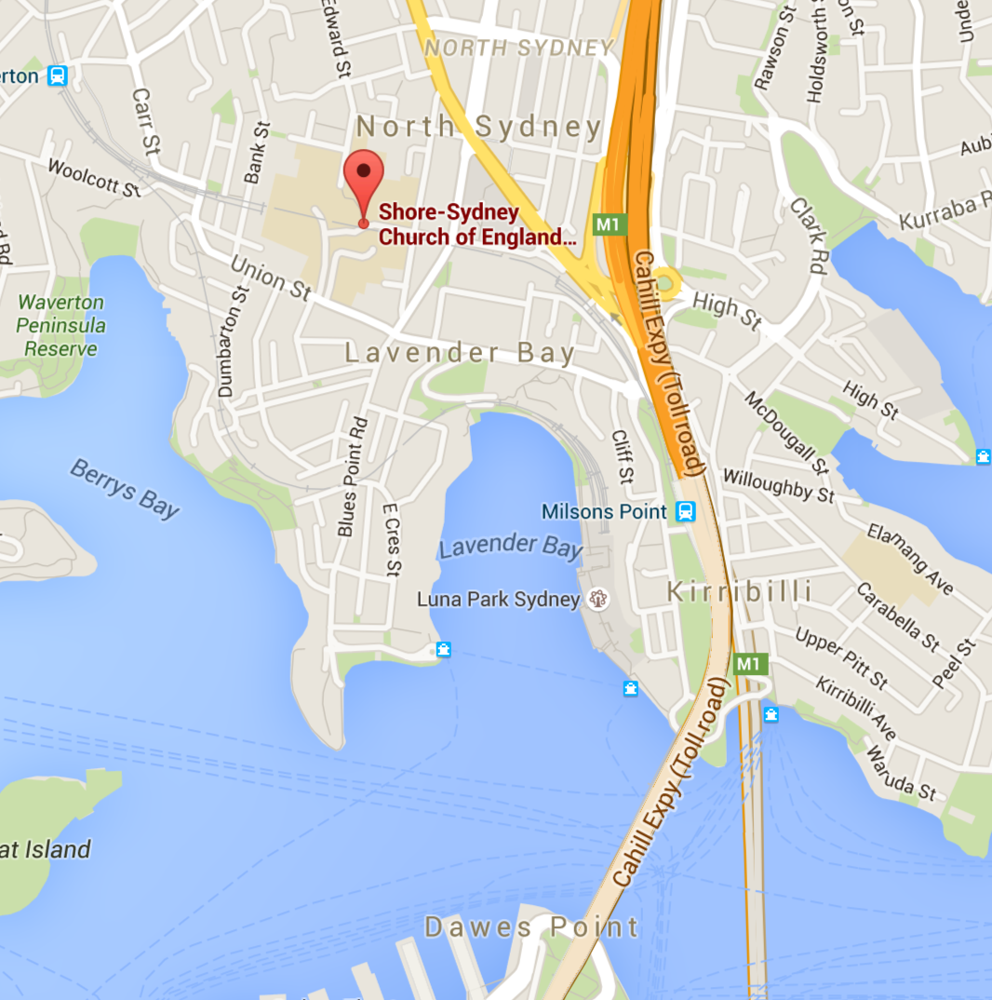 Edward St
NORTH SYDNEY
Rawson St
Holdsworth
on St
erton
Carr St
North Sydney
Bank St
Woolcott St
Aub
Shore-Sydney
Church of England...
M1
Clark Rd
Kurraba R
Rd
Union St
Cahill Expy (Toll road)
High St
Waverton
Peninsula
Reserve
Dumbarton St
Lavender Bay
High St
McDougall St
Blues Point Rd
Cliff St
Berrys Bay
Willoughby St
Milsons Point
E Cres St
Lavender Bay
Elamang Ave
Luna Park Sydney
Kirribilli
Carabella St
Upper Pitt St
Peel St
M1
Kirribilli Ave
Cahill Expy (Toll road)
Waruda St
at Island
Dawes Point